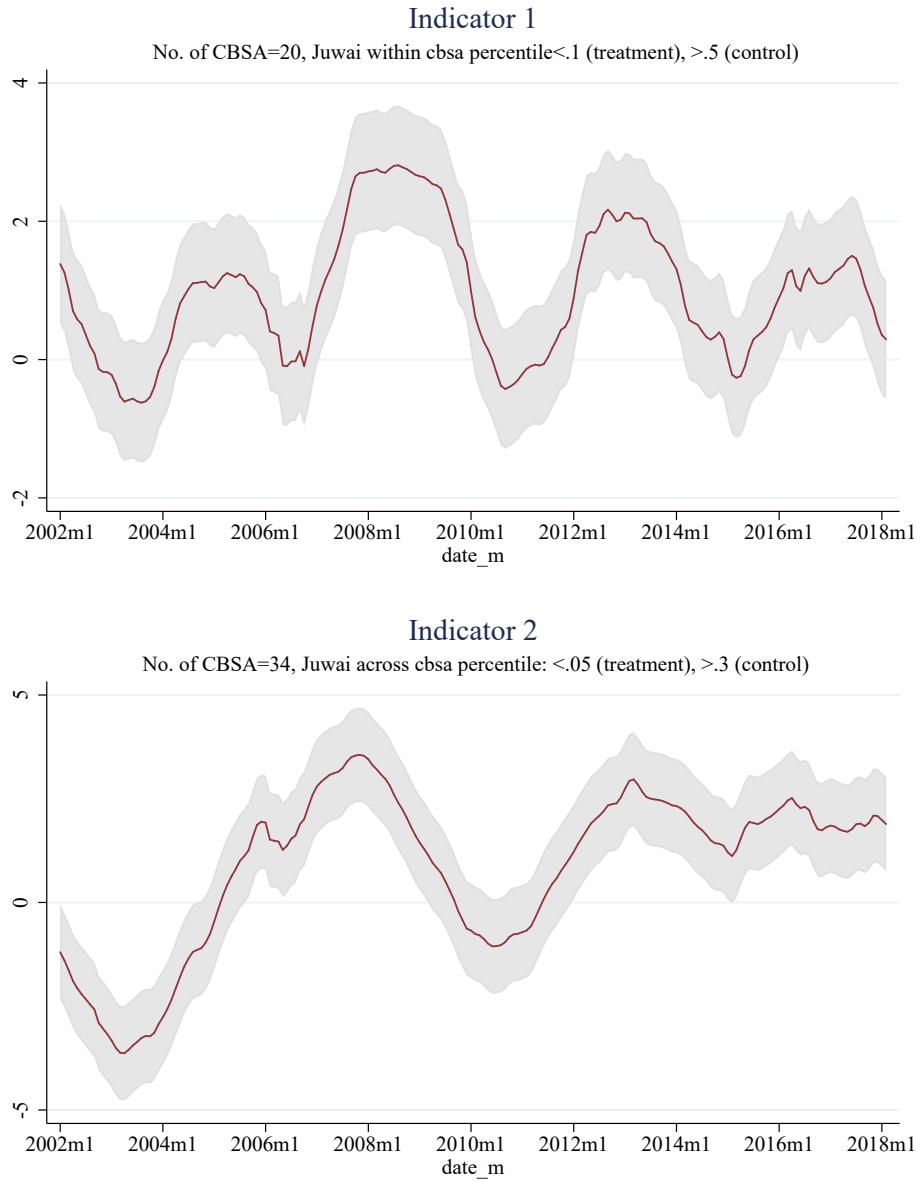 Indicator 1
No. of CBSA=20, Juwai within cbsa percentile<.1 (treatment), >.5 (control)
4
2
0
-2
2002m1 2004m1 2006m1 2008m1 2010m1 2012m1 2014m1 2016m1 2018m1
date_m
Indicator 2
No. of CBSA=34, Juwai across cbsa percentile: <.05 (treatment), >.3 (control)
5
0
-5
2002m1 2004m1 2006m1 2008m1 2010m1 2012m1 2014m1 2016m1 2018m1
date_m